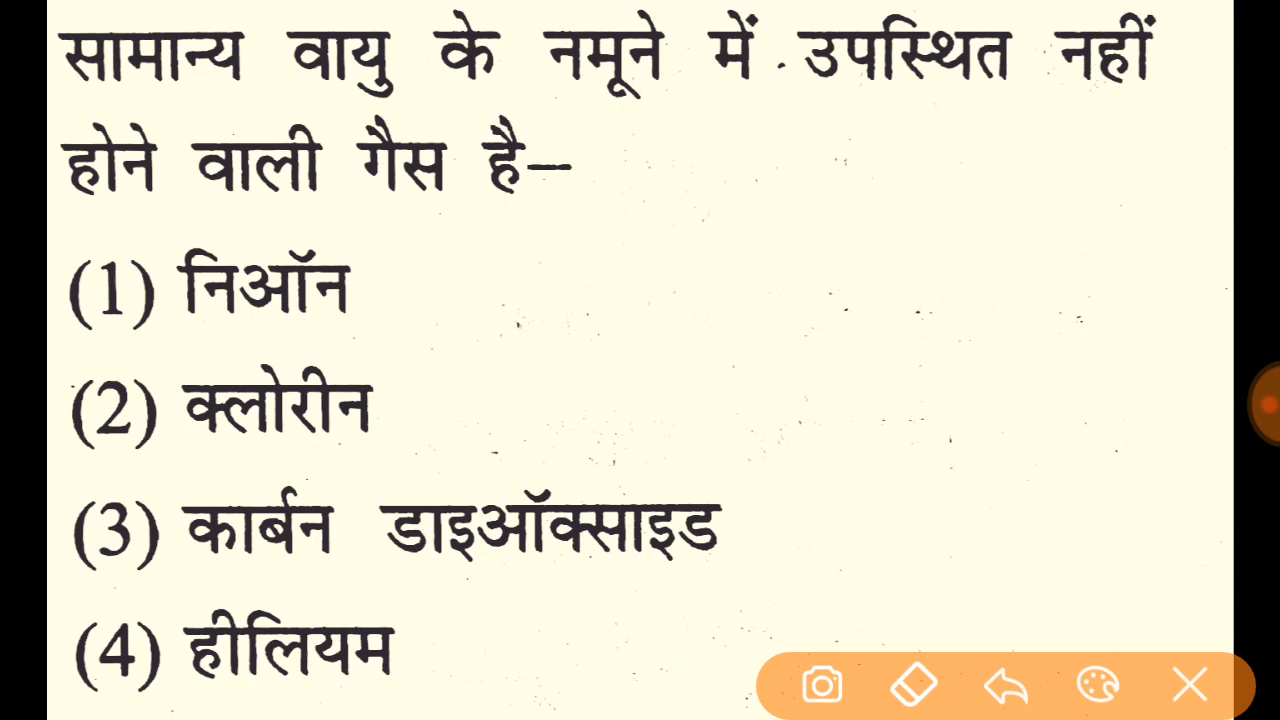 सामान्य वायु के नमूने में उपस्थित नहीं
होने वाली गैस है–
(1) निऑन
(2) क्लोरीन
(3) कार्बन डाइऑक्साइड
(4) हीलियम